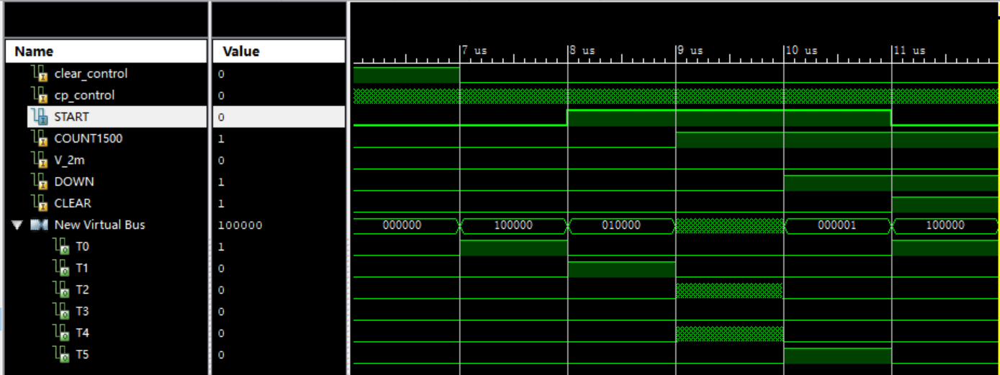 7 us 8 us 9 us 10 us 11 us
Name Value
clear_control 0
cp_control 0
START 0
COUNT1500 1
V_2m 0
DOWN 1
CLEAR 1
New Virtual Bus 100000 000000 100000 010000 000001 100000
T0 1
T1 0
T2 0
T3 0
T4 0
T5 0